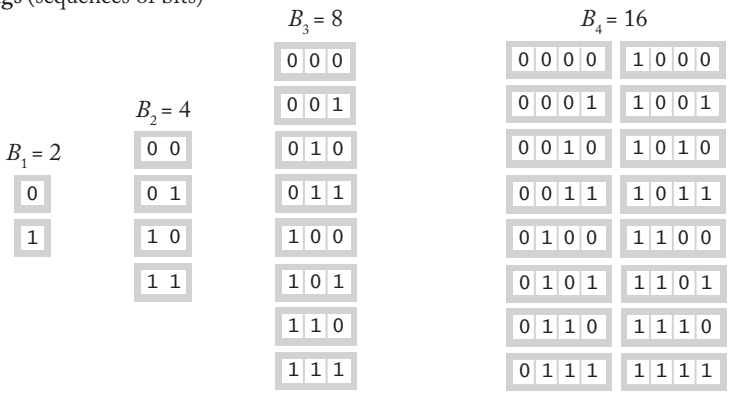 gs (sequences of bits)
B₁ = 2
0
1
B₂ = 4
0 0
0 1
1 0
1 1
B₃ = 8
0 0 0
0 0 1
0 1 0
0 1 1
1 0 0
1 0 1
1 1 0
1 1 1
B₄ = 16
0 0 0 0 1 0 0 0
0 0 0 1 1 0 0 1
0 0 1 0 1 0 1 0
0 0 1 1 1 0 1 1
0 1 0 0 1 1 0 0
0 1 0 1 1 1 0 1
0 1 1 0 1 1 1 0
0 1 1 1 1 1 1 1